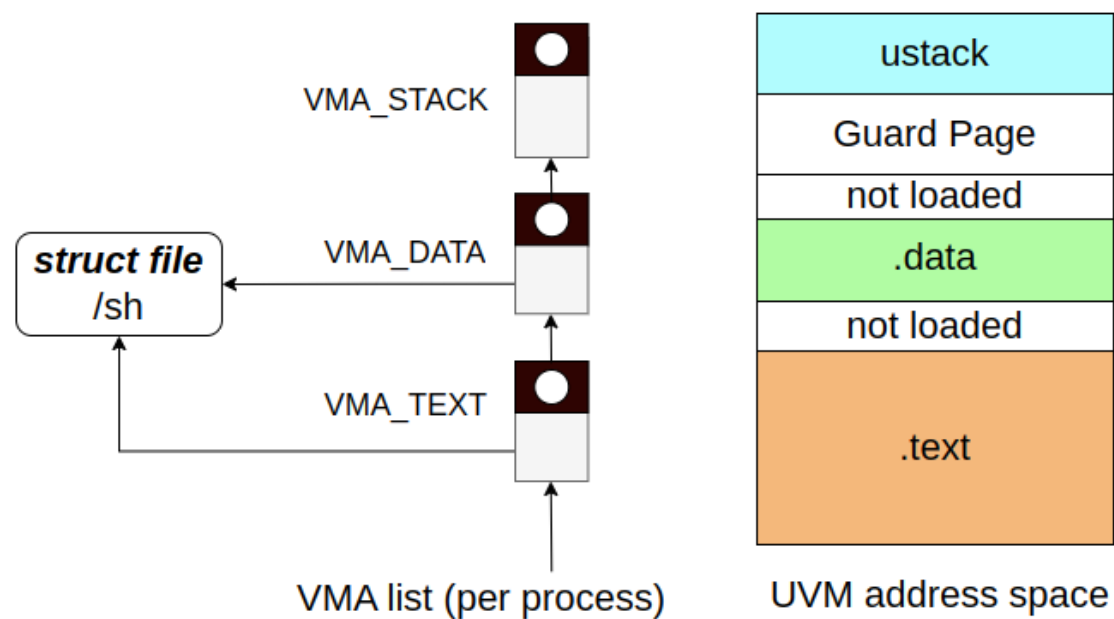 VMA_STACK
VMA_DATA
struct file
/sh
VMA_TEXT
VMA list (per process)
ustack
Guard Page
not loaded
.data
not loaded
.text
UVM address space